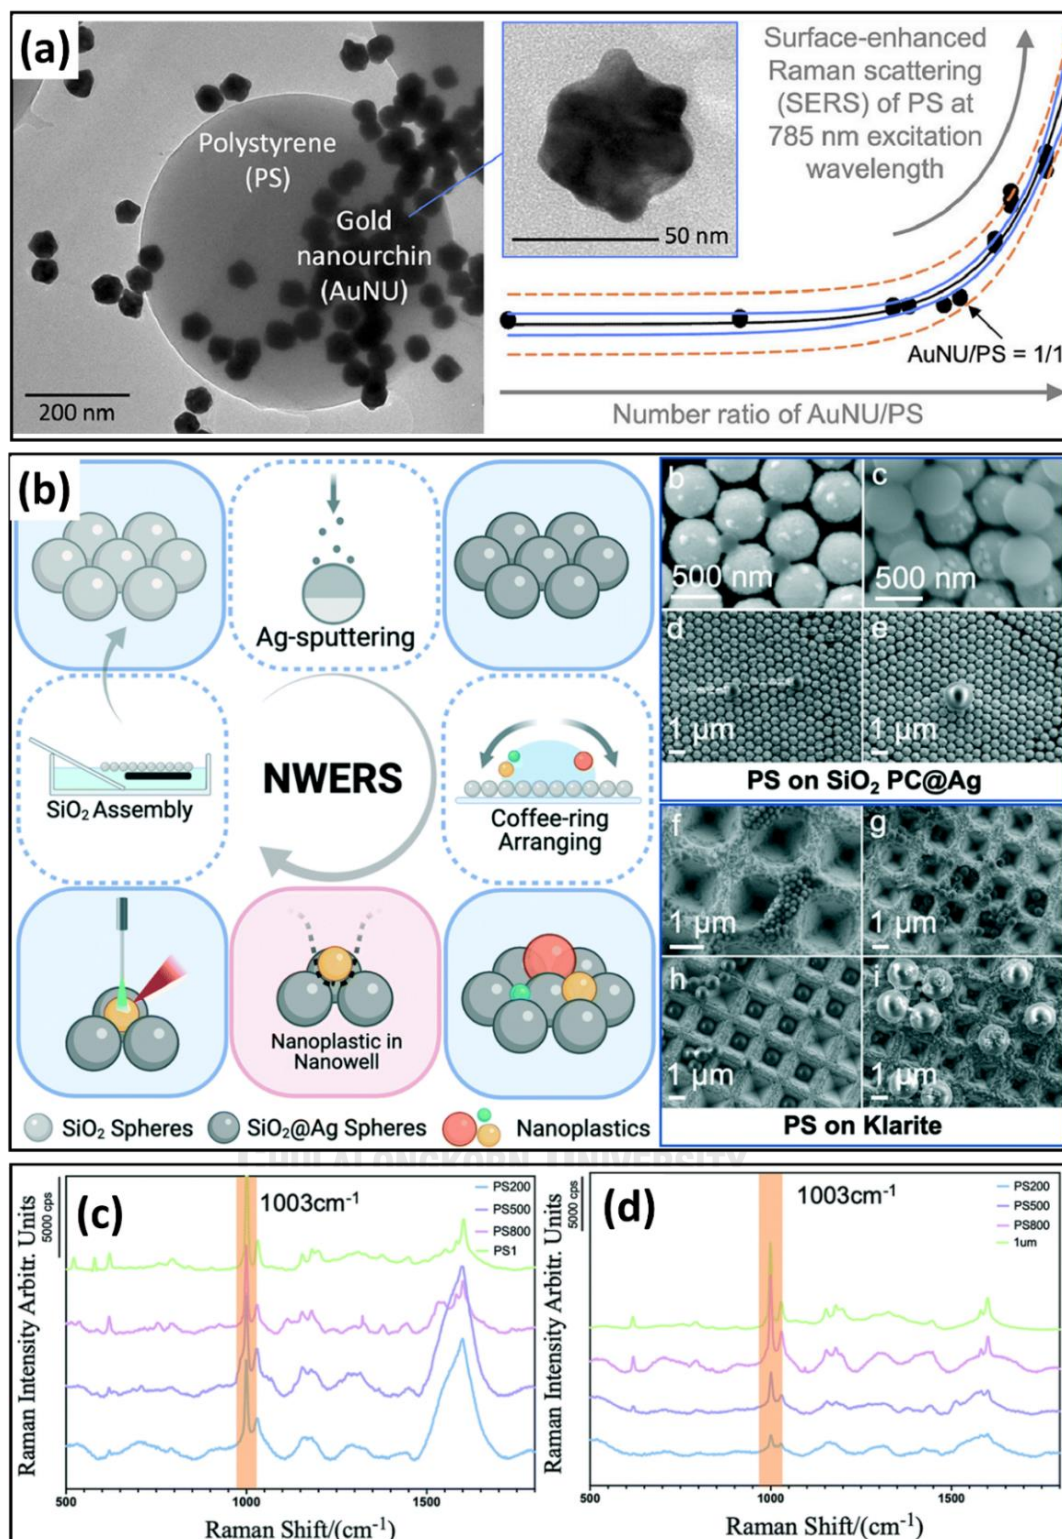 (a)
Polystyrene
(PS)
Gold
nanourchin
(AuNU)
200 nm
50 nm
Surface-enhanced
Raman scattering
(SERS) of PS at
785 nm excitation
wavelength
AuNU/PS = 1/1
Number ratio of AuNU/PS
(b)
Ag-sputtering
SiO₂ Assembly
NWERS
Coffee-ring
Arranging
Nanoplastic in
Nanowell
SiO₂ Spheres
SiO₂@Ag Spheres
Nanoplastics
b
500 nm
c
500 nm
d
1 µm
e
1 µm
PS on SiO₂ PC@Ag
f
1 µm
g
1 µm
h
1 µm
i
1 µm
PS on Klarite
CHULALONGKORN UNIVERSITY
(c)
1003cm⁻¹
5000 cps
PS200
PS500
PS800
PS1
Raman Intensity Arbitr. Units
500
1000
1500
Raman Shift/(cm⁻¹)
(d)
1003cm⁻¹
5000 cps
PS200
PS500
PS800
1um
Raman Intensity Arbitr. Units
500
1000
1500
Raman Shift/(cm⁻¹)